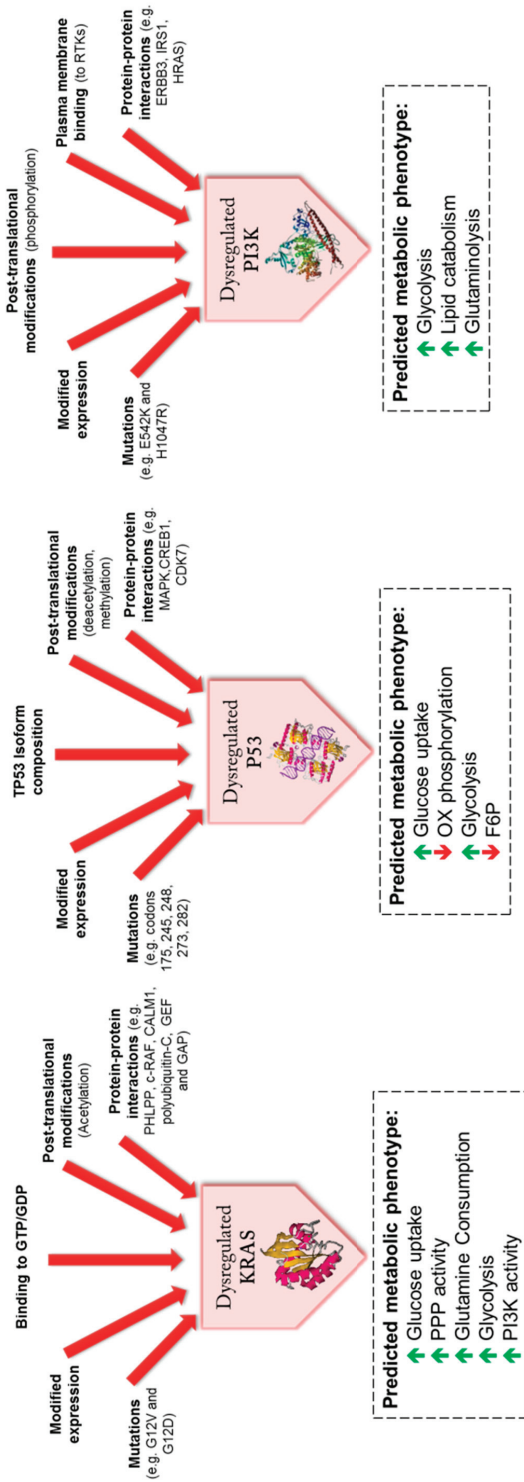 Binding to GTP/GDP
Modified
expression
Post-translational
modifications
(Acetylation)
Mutations
(e.g. G12V and
G12D)
Protein-protein
interactions (e.g.
PHLPP, c-RAF, CALM1,
polyubiquitin-C, GEF
and GAP)
Dysregulated
KRAS
Predicted metabolic phenotype:
Glucose uptake
PPP activity
Glutamine Consumption
Glycolysis
PI3K activity
TP53 Isoform
composition
Modified
expression
Post-translational
modifications
(deacetylation,
methylation)
Mutations
(e.g. codons
175, 245, 248,
273, 282)
Protein-protein
interactions (e.g.
MAPK,CREB1,
CDK7)
Dysregulated
P53
Predicted metabolic phenotype:
Glucose uptake
OX phosphorylation
Glycolysis
F6P
Post-translational
modifications (phosphorylation)
Modified
expression
Plasma membrane
binding (to RTKs)
Mutations
(e.g. E542K and
H1047R)
Protein-protein
interactions (e.g.
ERBB3, IRS1,
HRAS)
Dysregulated
PI3K
Predicted metabolic phenotype:
Glycolysis
Lipid catabolism
Glutaminolysis